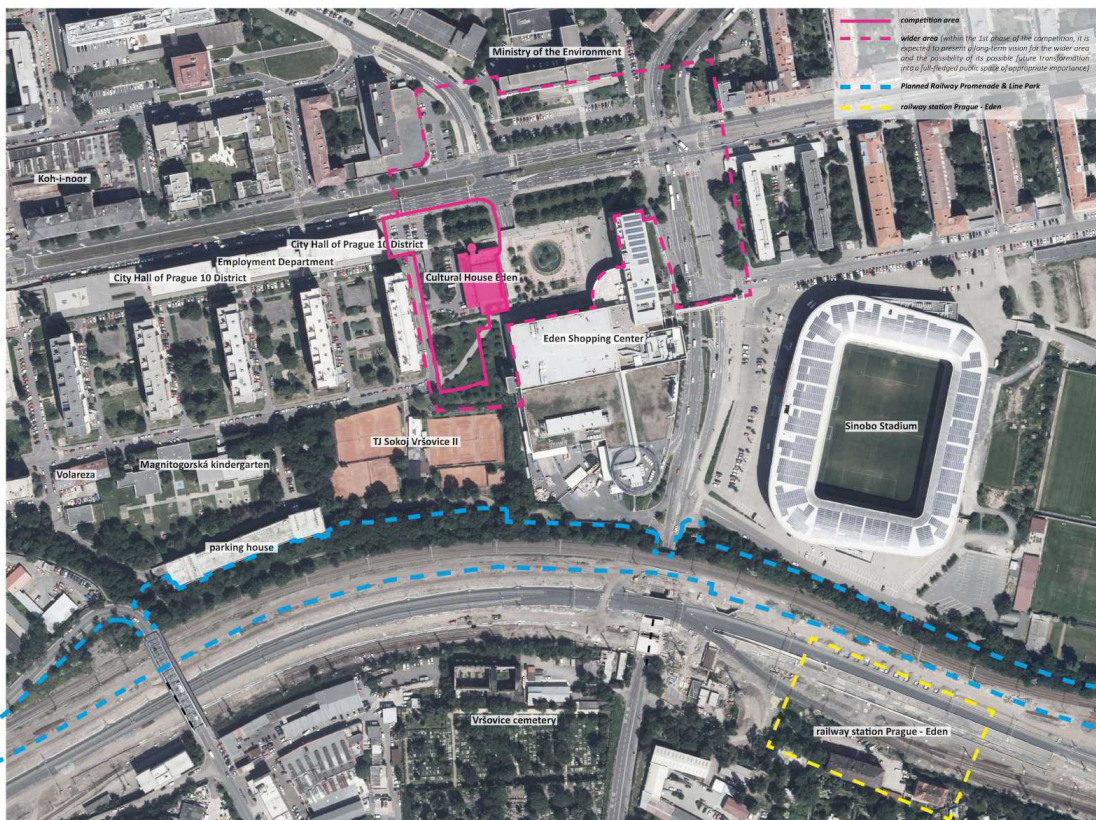 competition area
wider area (within the 1st phase of the competition, it is
expected to present a long-term vision for the wider area
and the possibility of its possible future transformation
into a full-fledged public space of appropriate importance)
Planned Railway Promenade & Line Park
railway station Prague - Eden
Ministry of the Environment
Koh-i-noor
City Hall of Prague 10 District
Employment Department
City Hall of Prague 10 District
Cultural House Eden
Eden Shopping Center
Sinobo Stadium
TJ Sokoj Vršovice II
Magnitogorská kindergarten
Volareza
parking house
Vršovice cemetery
railway station Prague - Eden